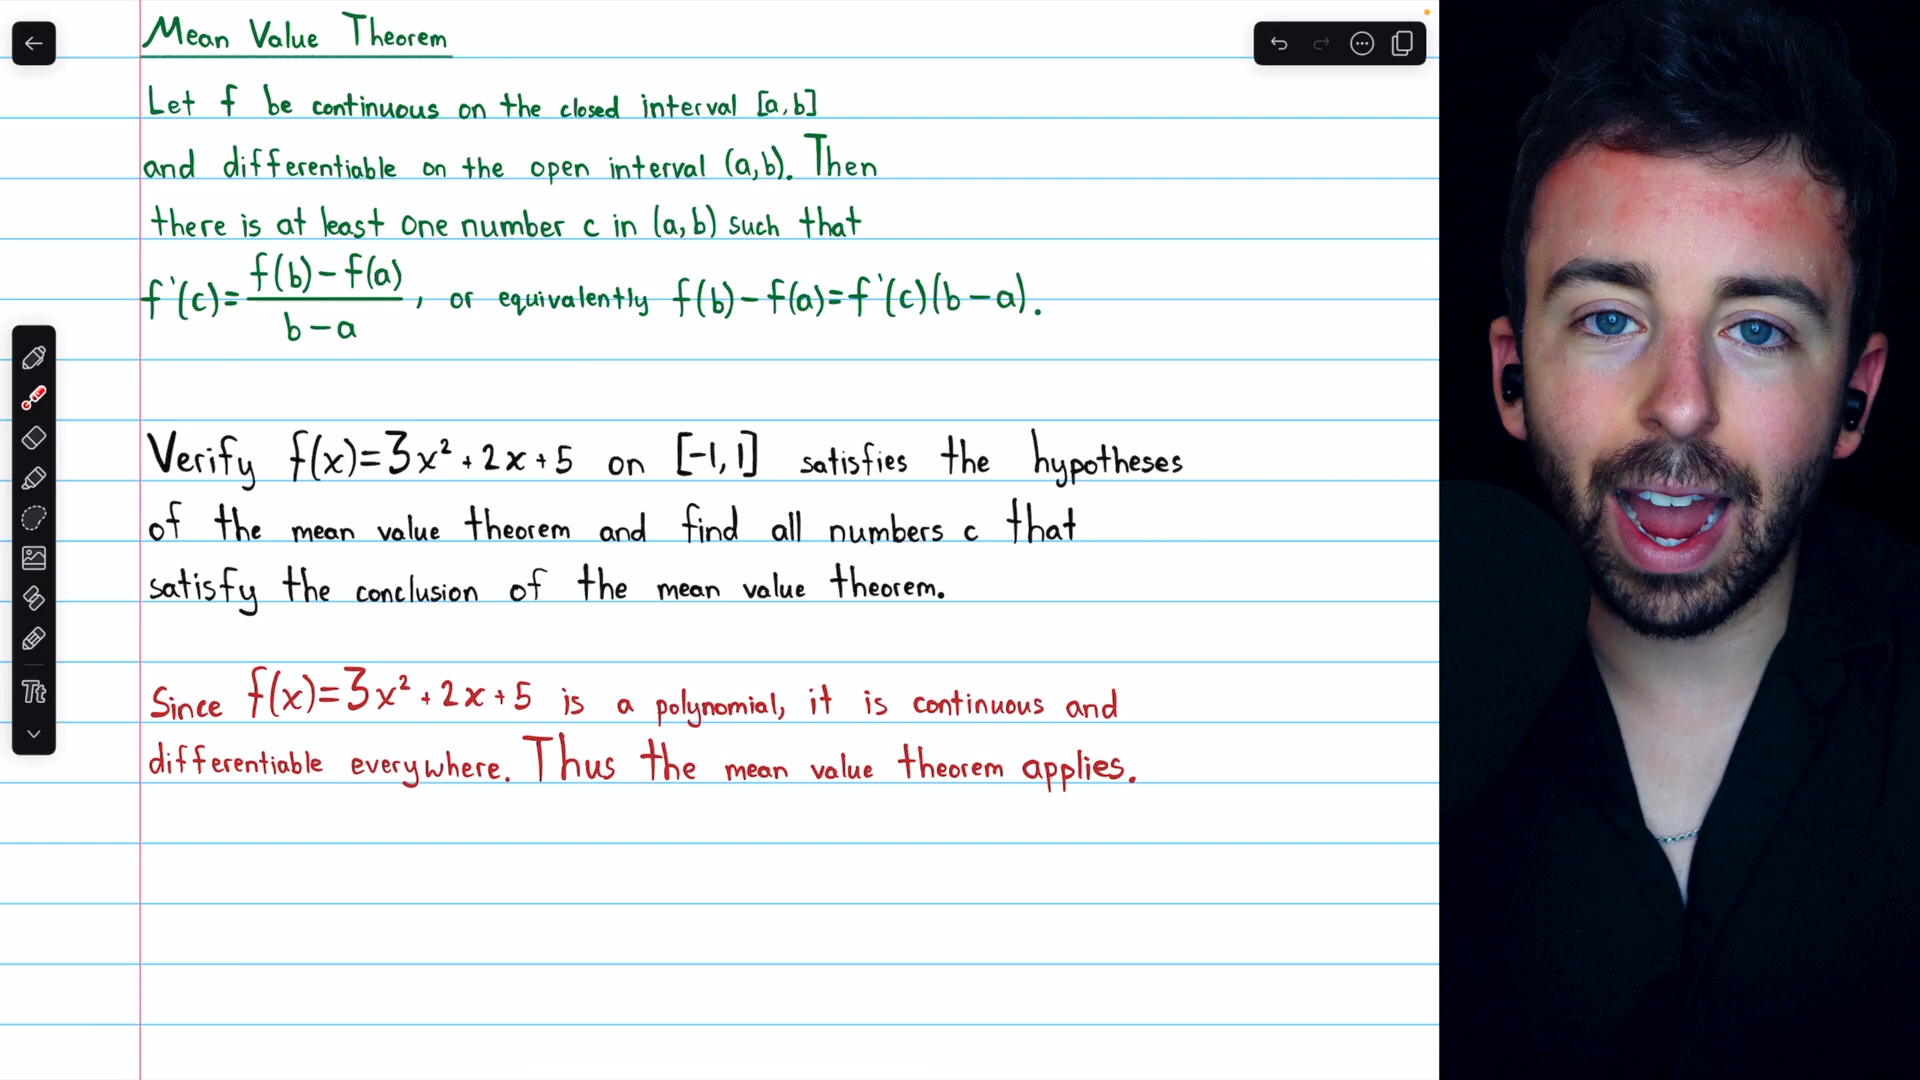 Mean Value Theorem
Let f be continuous on the closed interval [a,b]
and differentiable on the open interval (a,b). Then
there is at least one number c in (a,b) such that
f'(c)=(f(b)-f(a))/(b-a), or equivalently f(b)-f(a)=f'(c)(b-a).
Verify f(x)=3x²+2x+5 on [-1,1] satisfies the hypotheses
of the mean value theorem and find all numbers c that
satisfy the conclusion of the mean value theorem.
Since f(x)=3x²+2x+5 is a polynomial, it is continuous and
differentiable everywhere. Thus the mean value theorem applies.
Tt